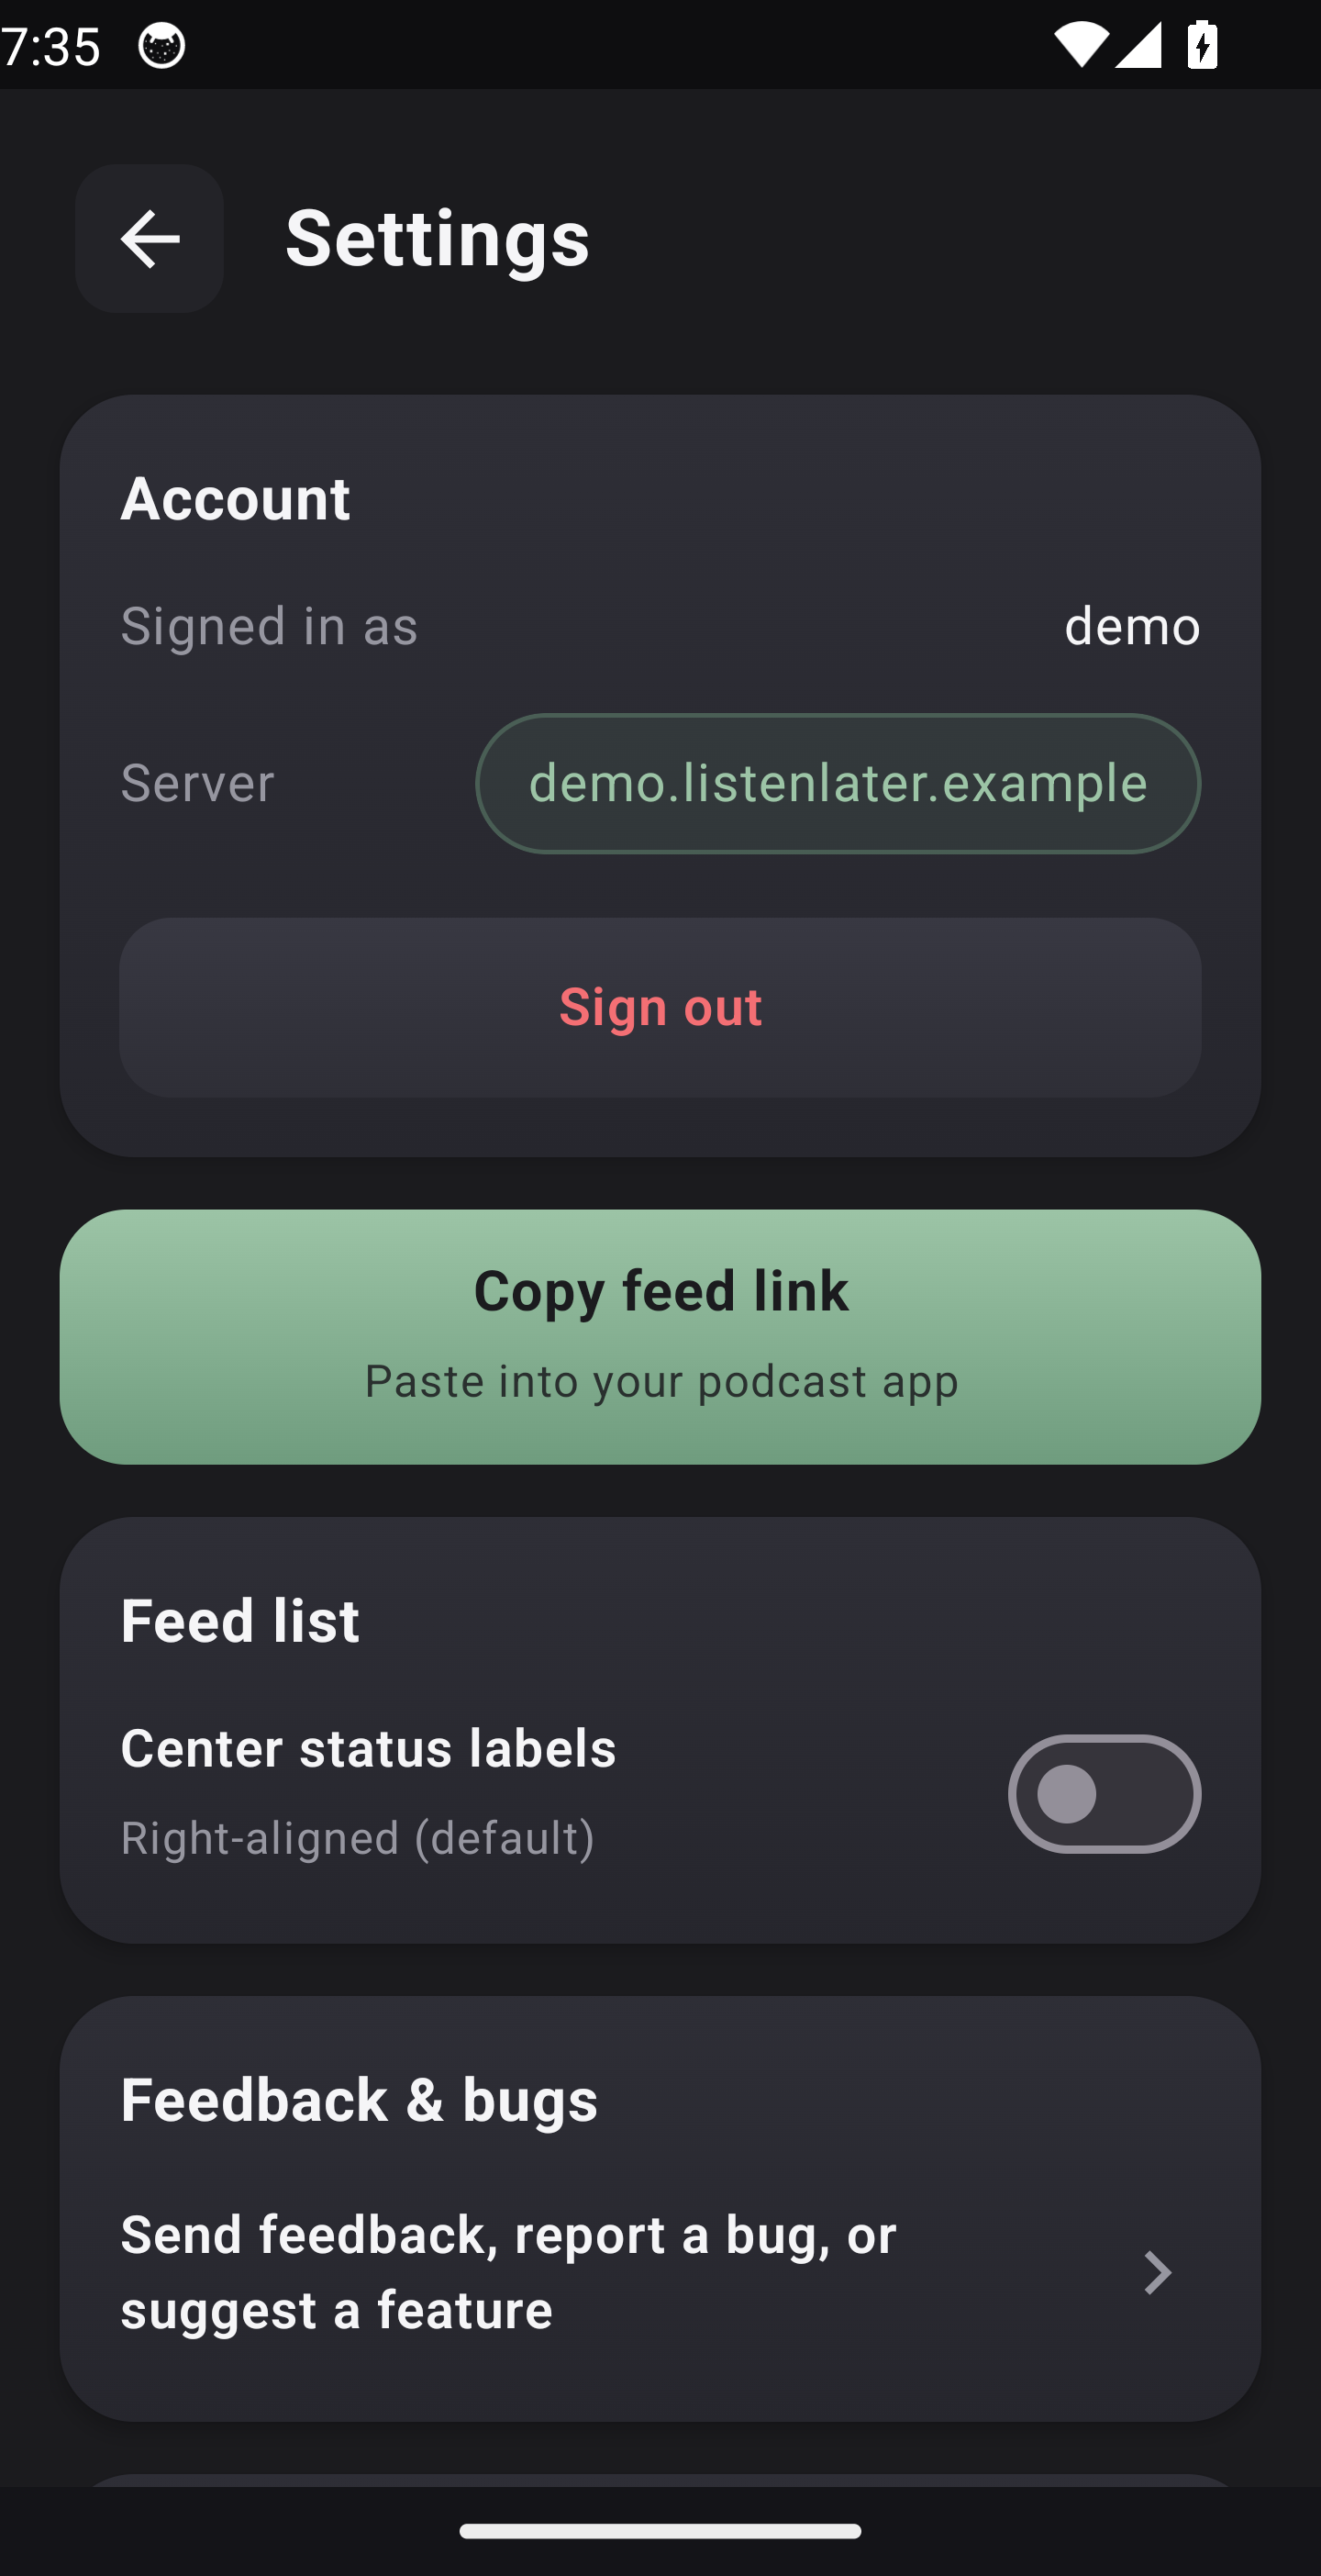 7:35
Settings
Account
Signed in as
demo
Server
demo.listenlater.example
Sign out
Copy feed link
Paste into your podcast app
Feed list
Center status labels
Right-aligned (default)
Feedback & bugs
Send feedback, report a bug, or
suggest a feature